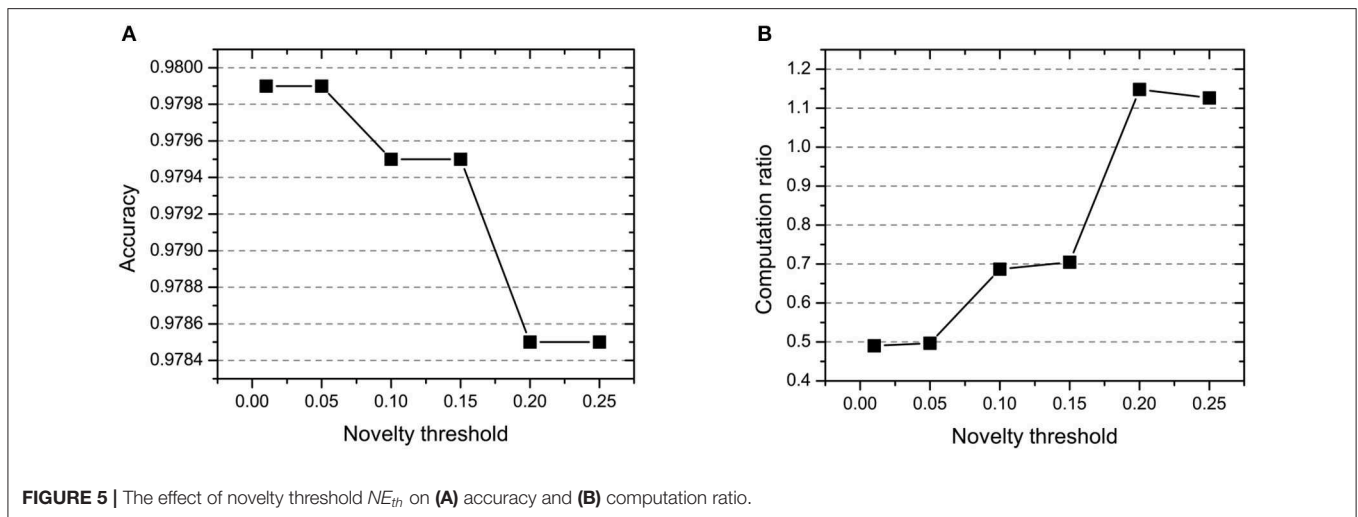 A
0.9800
0.9798
0.9796
0.9794
0.9792
0.9790
0.9788
0.9786
0.9784
Accuracy
0.00 0.05 0.10 0.15 0.20 0.25
Novelty threshold
B
1.2
1.1
1.0
0.9
0.8
0.7
0.6
0.5
0.4
Computation ratio
0.00 0.05 0.10 0.15 0.20 0.25
Novelty threshold
FIGURE 5 | The effect of novelty threshold NEth on (A) accuracy and (B) computation ratio.